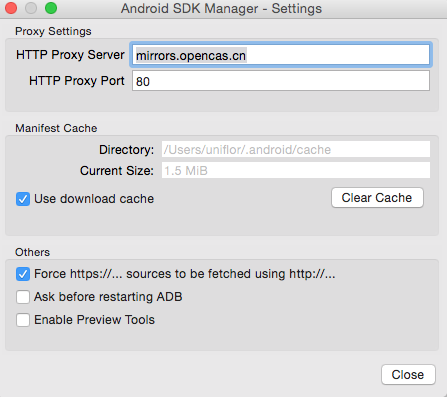 Android SDK Manager - Settings
Proxy Settings
HTTP Proxy Server mirrors.opencas.cn
HTTP Proxy Port 80
Manifest Cache
Directory: /Users/uniflor/.android/cache
Current Size: 1.5 MiB
Use download cache Clear Cache
Others
Force https://... sources to be fetched using http://...
Ask before restarting ADB
Enable Preview Tools
Close